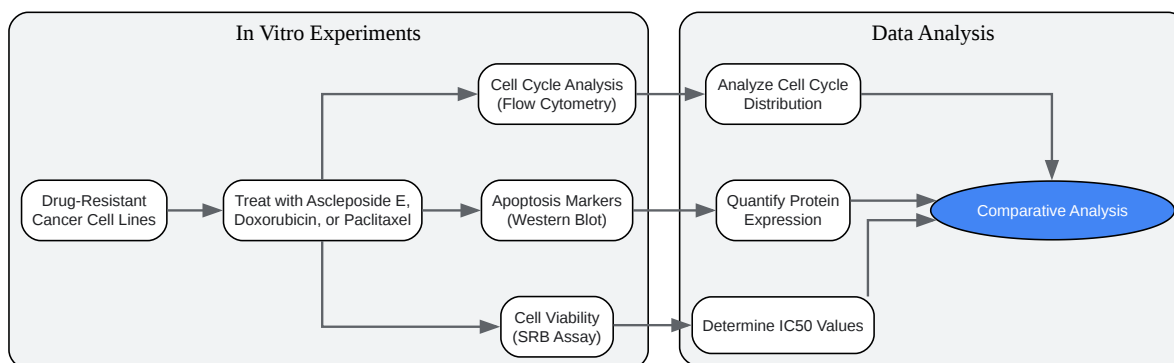 In Vitro Experiments
Drug-Resistant
Cancer Cell Lines
Treat with Ascleposide E,
Doxorubicin, or Paclitaxel
Cell Cycle Analysis
(Flow Cytometry)
Apoptosis Markers
(Western Blot)
Cell Viability
(SRB Assay)
Data Analysis
Analyze Cell Cycle
Distribution
Quantify Protein
Expression
Determine IC50 Values
Comparative Analysis